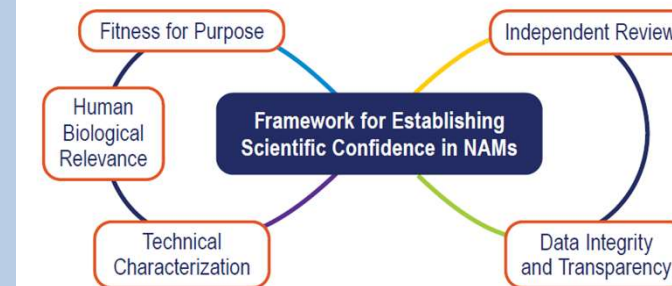 Fitness for Purpose
Independent Review
Human
Biological
Relevance
Framework for Establishing
Scientific Confidence in NAMs
Technical
Characterization
Data Integrity
and Transparency